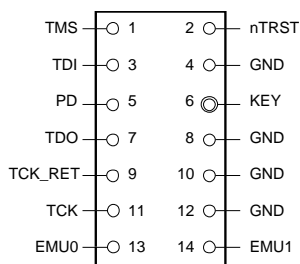 TMS 1 2 nTRST
TDI 3 4 GND
PD 5 6 KEY
TDO 7 8 GND
TCK_RET 9 10 GND
TCK 11 12 GND
EMU0 13 14 EMU1